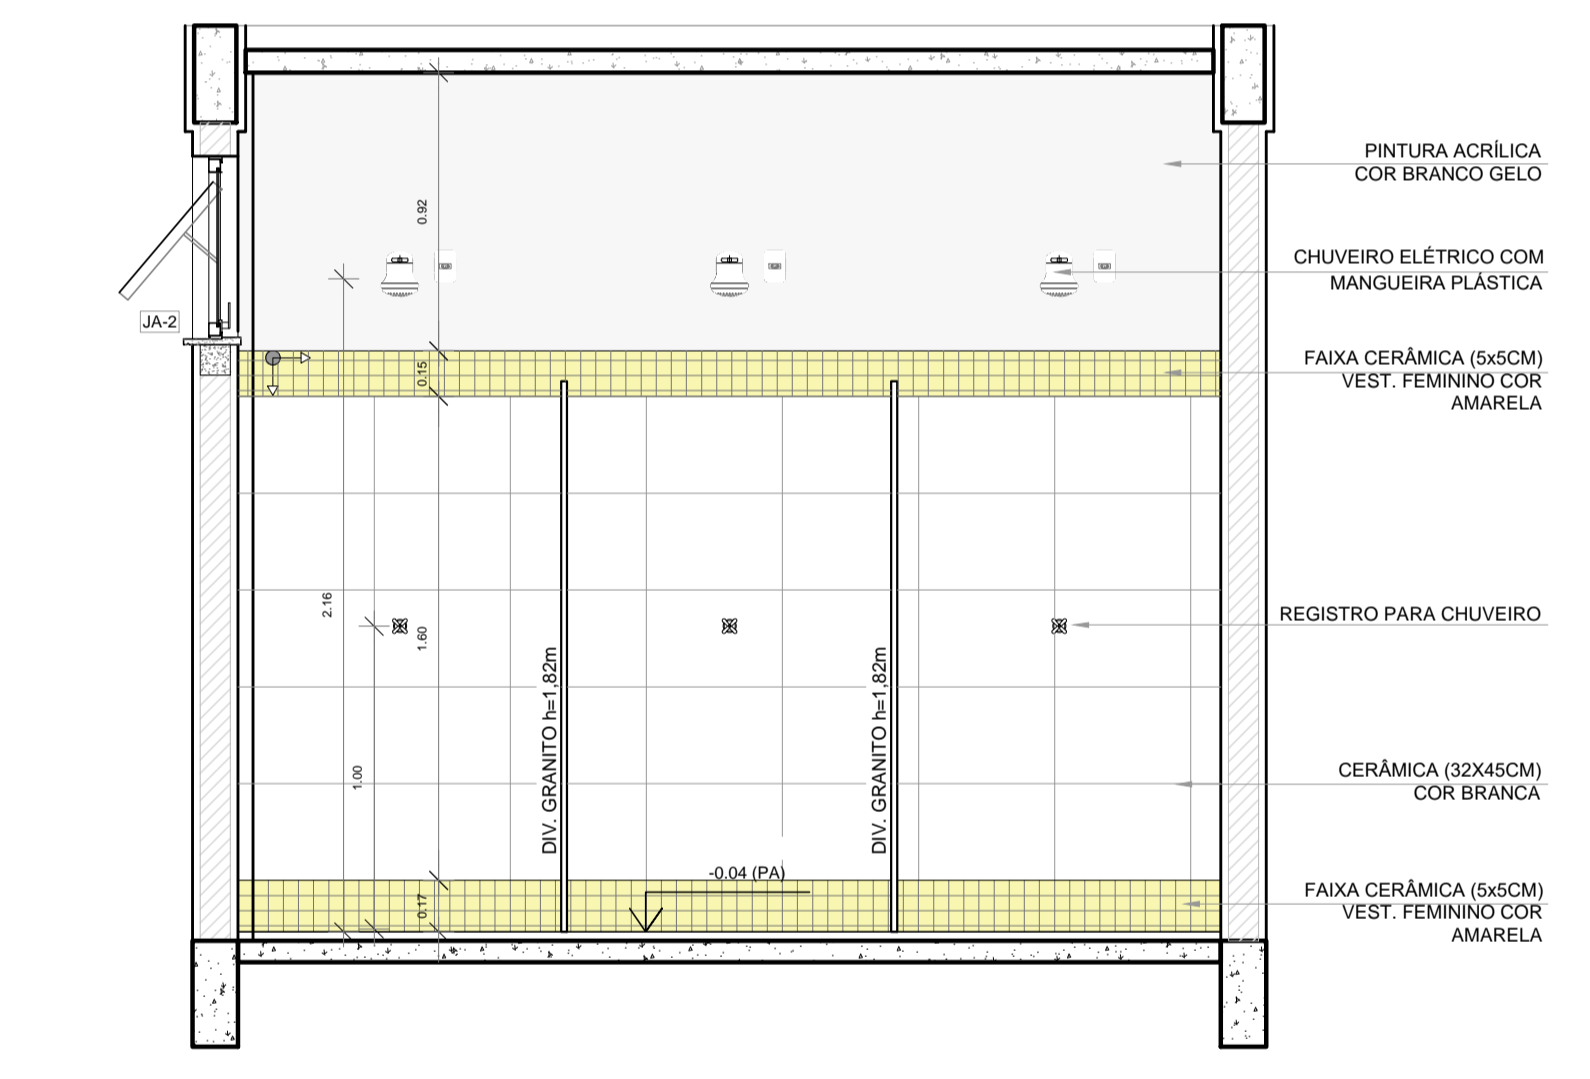 PINTURA ACRÍLICA
COR BRANCO GELO
0.92
CHUVEIRO ELÉTRICO COM
MANGUEIRA PLÁSTICA
JA-2
FAIXA CERÂMICA (5x5CM)
VEST. FEMININO COR
AMARELA
0.15
2.16
1.60
REGISTRO PARA CHUVEIRO
DIV. GRANITO h=1,82m
DIV. GRANITO h=1,82m
1.00
CERÂMICA (32X45CM)
COR BRANCA
-0.04 (PA)
0.17
FAIXA CERÂMICA (5x5CM)
VEST. FEMININO COR
AMARELA